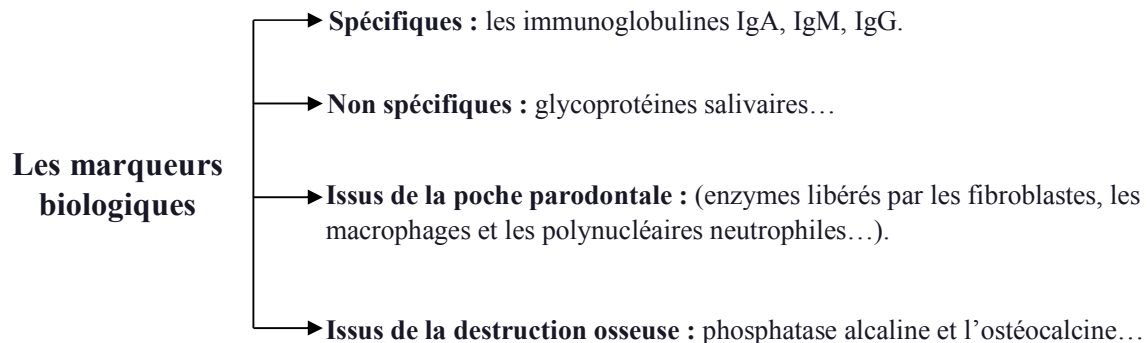 Spécifiques : les immunoglobulines IgA, IgM, IgG.
Non spécifiques : glycoprotéines salivaires…
Les marqueurs
biologiques
Issus de la poche parodontale : (enzymes libérés par les fibroblastes, les
macrophages et les polynucléaires neutrophiles…).
Issus de la destruction osseuse : phosphatase alcaline et l’ostéocalcine…